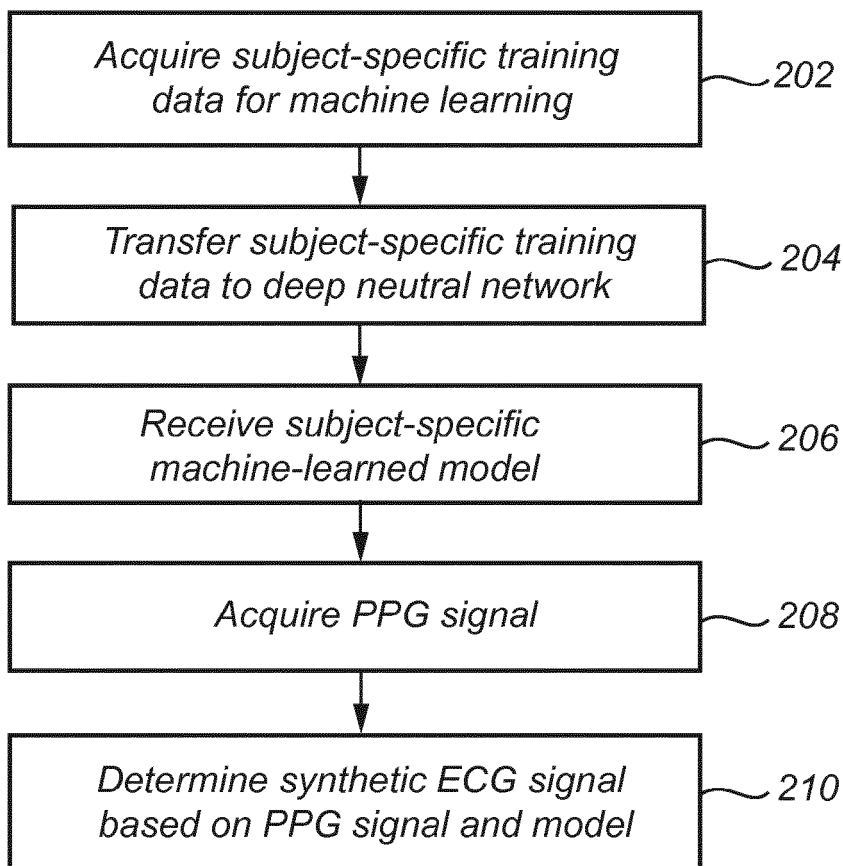 Acquire subject-specific training
data for machine learning
202
Transfer subject-specific training
data to deep neutral network
204
Receive subject-specific
machine-learned model
206
Acquire PPG signal
208
Determine synthetic ECG signal
based on PPG signal and model
210